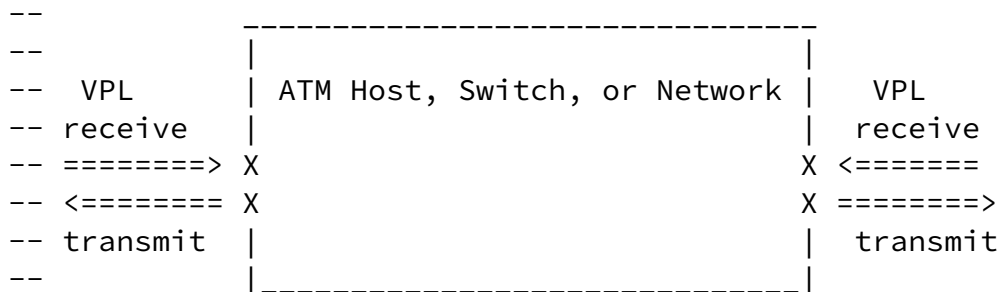 --            ________________________________
--            |                              |
--   VPL      | ATM Host, Switch, or Network |   VPL
-- receive    |                              |  receive
-- ========> X                              X <=======
-- <======== X                              X ========>
-- transmit   |                              |  transmit
--            |______________________________|